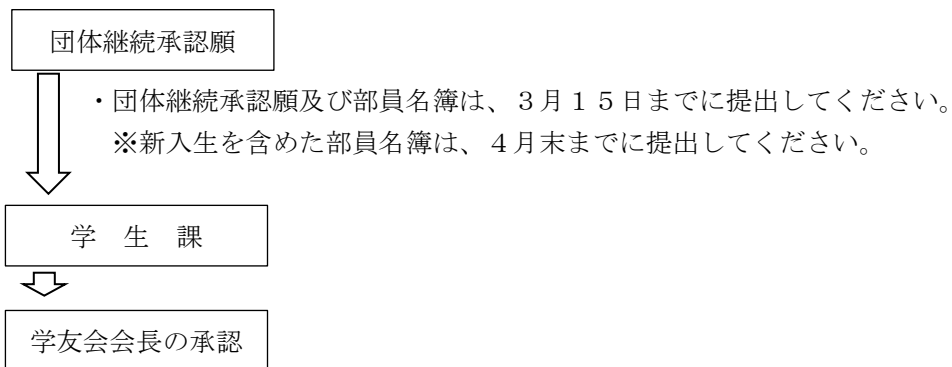 団体継続承認願
・団体継続承認願及び部員名簿は、３月１５日までに提出してください。
※新入生を含めた部員名簿は、４月末までに提出してください。
学　生　課
学友会会長の承認